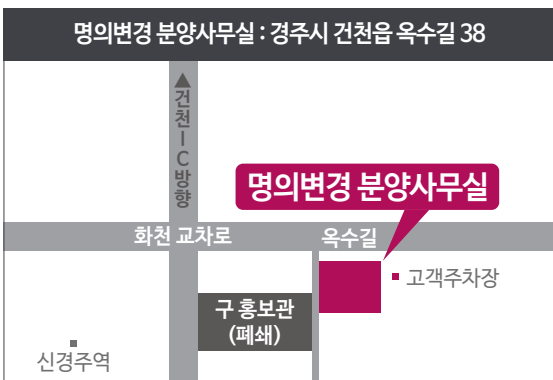 명의변경 분양사무실 : 경주시 건천읍 옥수길 38
▲건천IC방향
명의변경 분양사무실
화천 교차로
옥수길
고객주차장
구 홍보관
(폐쇄)
신경주역